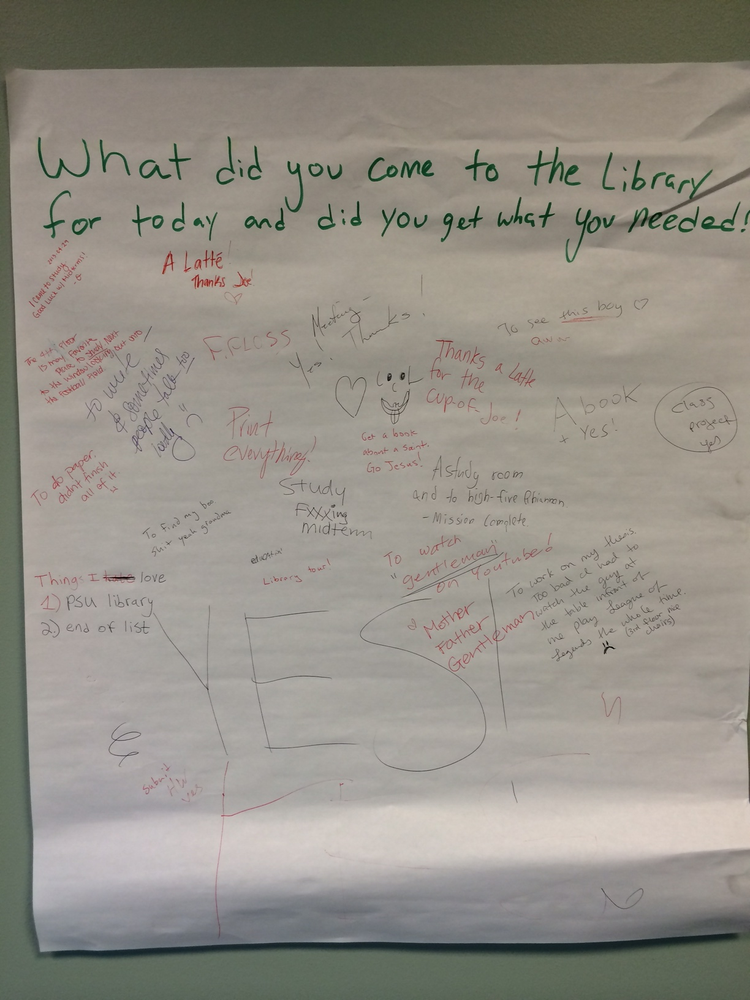 What did you come to the Library
for today and did you get what you needed!
2013-04-29
I came to study.
Good Luck w/ Midterms!
A Latté!
Thanks Joe!
Meeting -
Yes. Thanks!
To see this boy ♡
The 4th floor
is may favorite
place to study. Next
to the window looking out onto
the football field.
to write
& sometimes
people talk too
loudly
F.FLOSS
LOOL
Thanks a Latte
for the
Cup-of-
Joe!
A book
+ Yes!
Class
project
yes
Print
everything!
Get a book
about a Saint.
Go Jesus!
To do paper.
didnt finish
all of it.
Study
FXXXing
midterm
A study room
and to high-five Rhiannon.
- Mission Complete.
To find my boo.
shit yeah grandma
education!
Library tour!
To watch
"gentleman"
on Youtube!
Things I hate love
1) PSU library
2.) end of list
Mother
Father
Gentleman
To work on my thesis.
Too bad I had to
watch the guy at
the table infront of
me play League of
Legends the whole time.
(3rd floor nice
chairs)
YES!
Submit
HW
yes